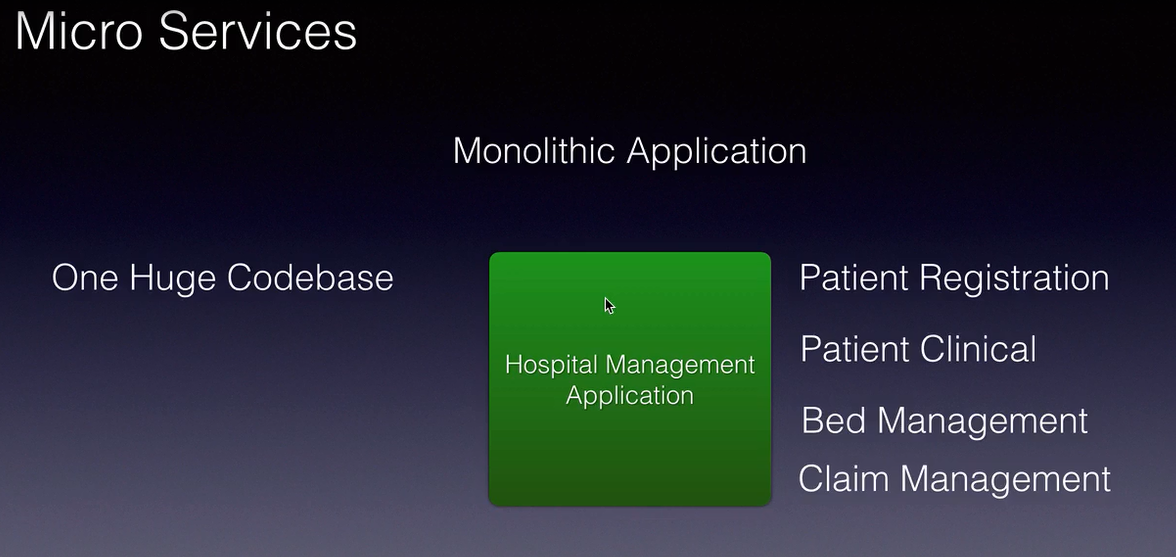 Micro Services
Monolithic Application
One Huge Codebase
Hospital Management
Application
Patient Registration
Patient Clinical
Bed Management
Claim Management